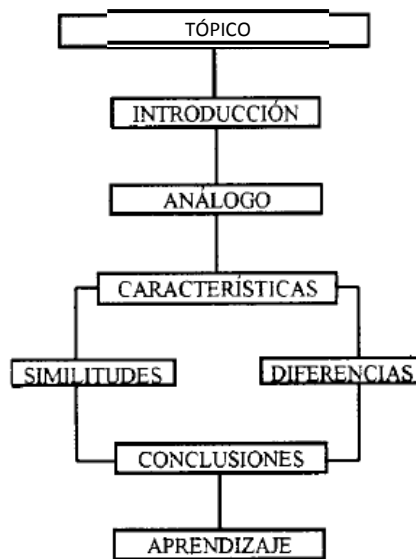 TÓPICO
INTRODUCCIÓN
ANÁLOGO
CARACTERÍSTICAS
SIMILITUDES
DIFERENCIAS
CONCLUSIONES
APRENDIZAJE